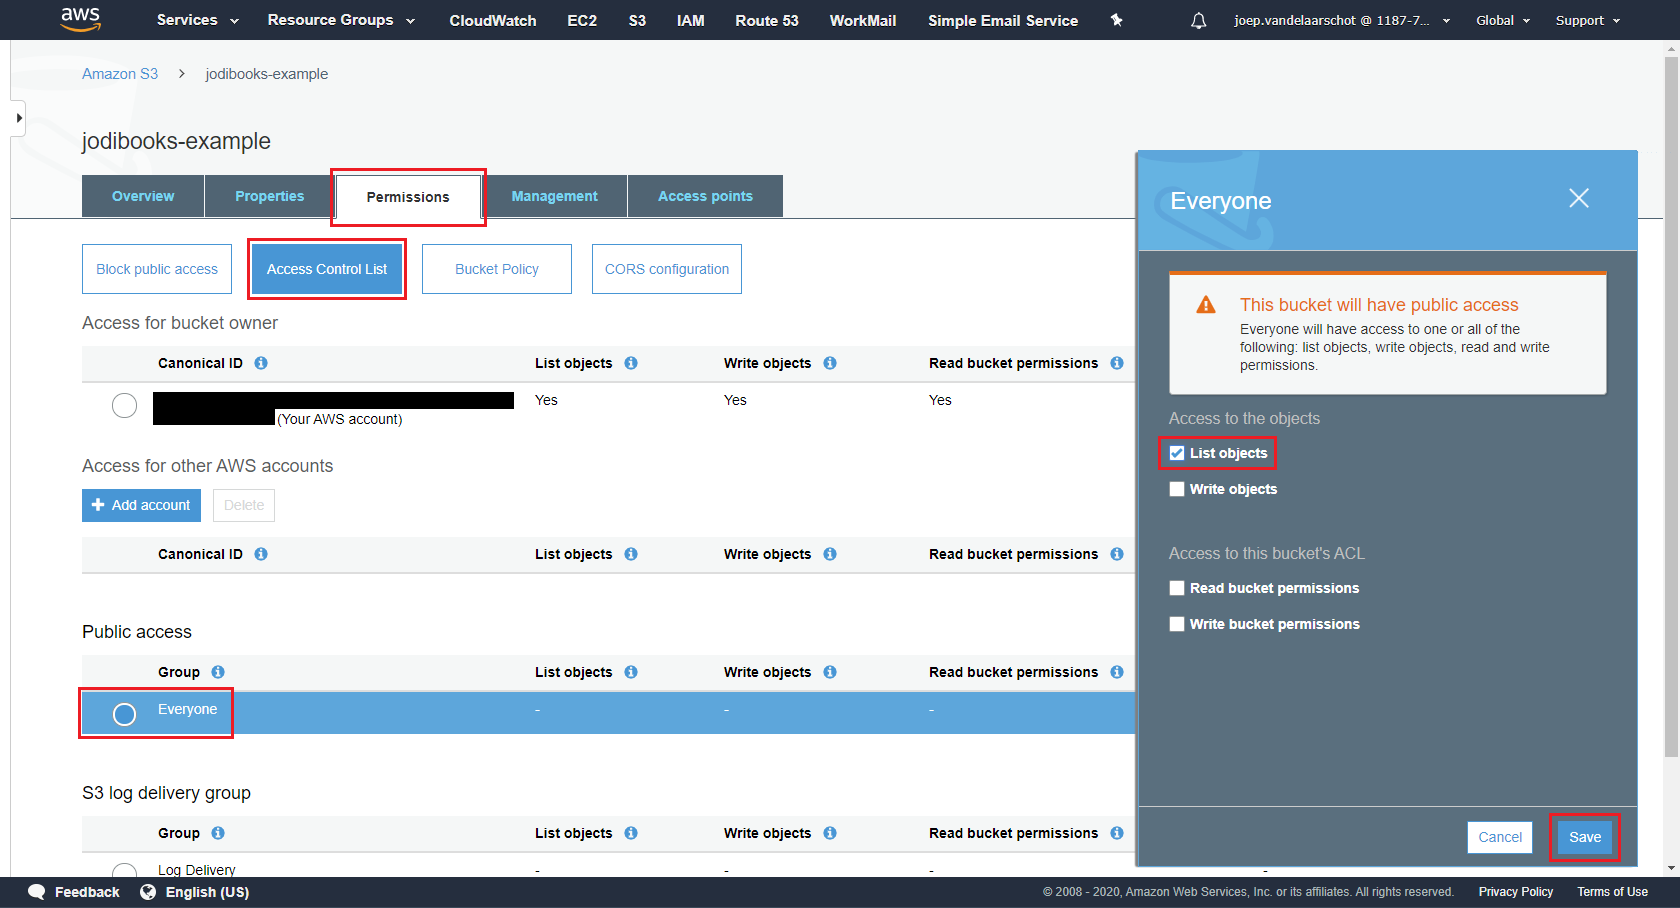 aws Services Resource Groups CloudWatch EC2 S3 IAM Route 53 WorkMail Simple Email Service joep.vandelaarschot @ 1187-7... Global Support
Amazon S3 > jodibooks-example
jodibooks-example
Overview Properties Permissions Management Access points
Block public access Access Control List Bucket Policy CORS configuration
Access for bucket owner
Canonical ID List objects Write objects Read bucket permissions
Yes Yes Yes
(Your AWS account)
Access for other AWS accounts
+ Add account Delete
Canonical ID List objects Write objects Read bucket permissions
Public access
Group List objects Write objects Read bucket permissions
Everyone - - -
S3 log delivery group
Group List objects Write objects Read bucket permissions
Log Delivery - - - -
Everyone
This bucket will have public access
Everyone will have access to one or all of the
following: list objects, write objects, read and write
permissions.
Access to the objects
List objects
Write objects
Access to this bucket's ACL
Read bucket permissions
Write bucket permissions
Cancel Save
Feedback English (US) © 2008 - 2020, Amazon Web Services, Inc. or its affiliates. All rights reserved. Privacy Policy Terms of Use